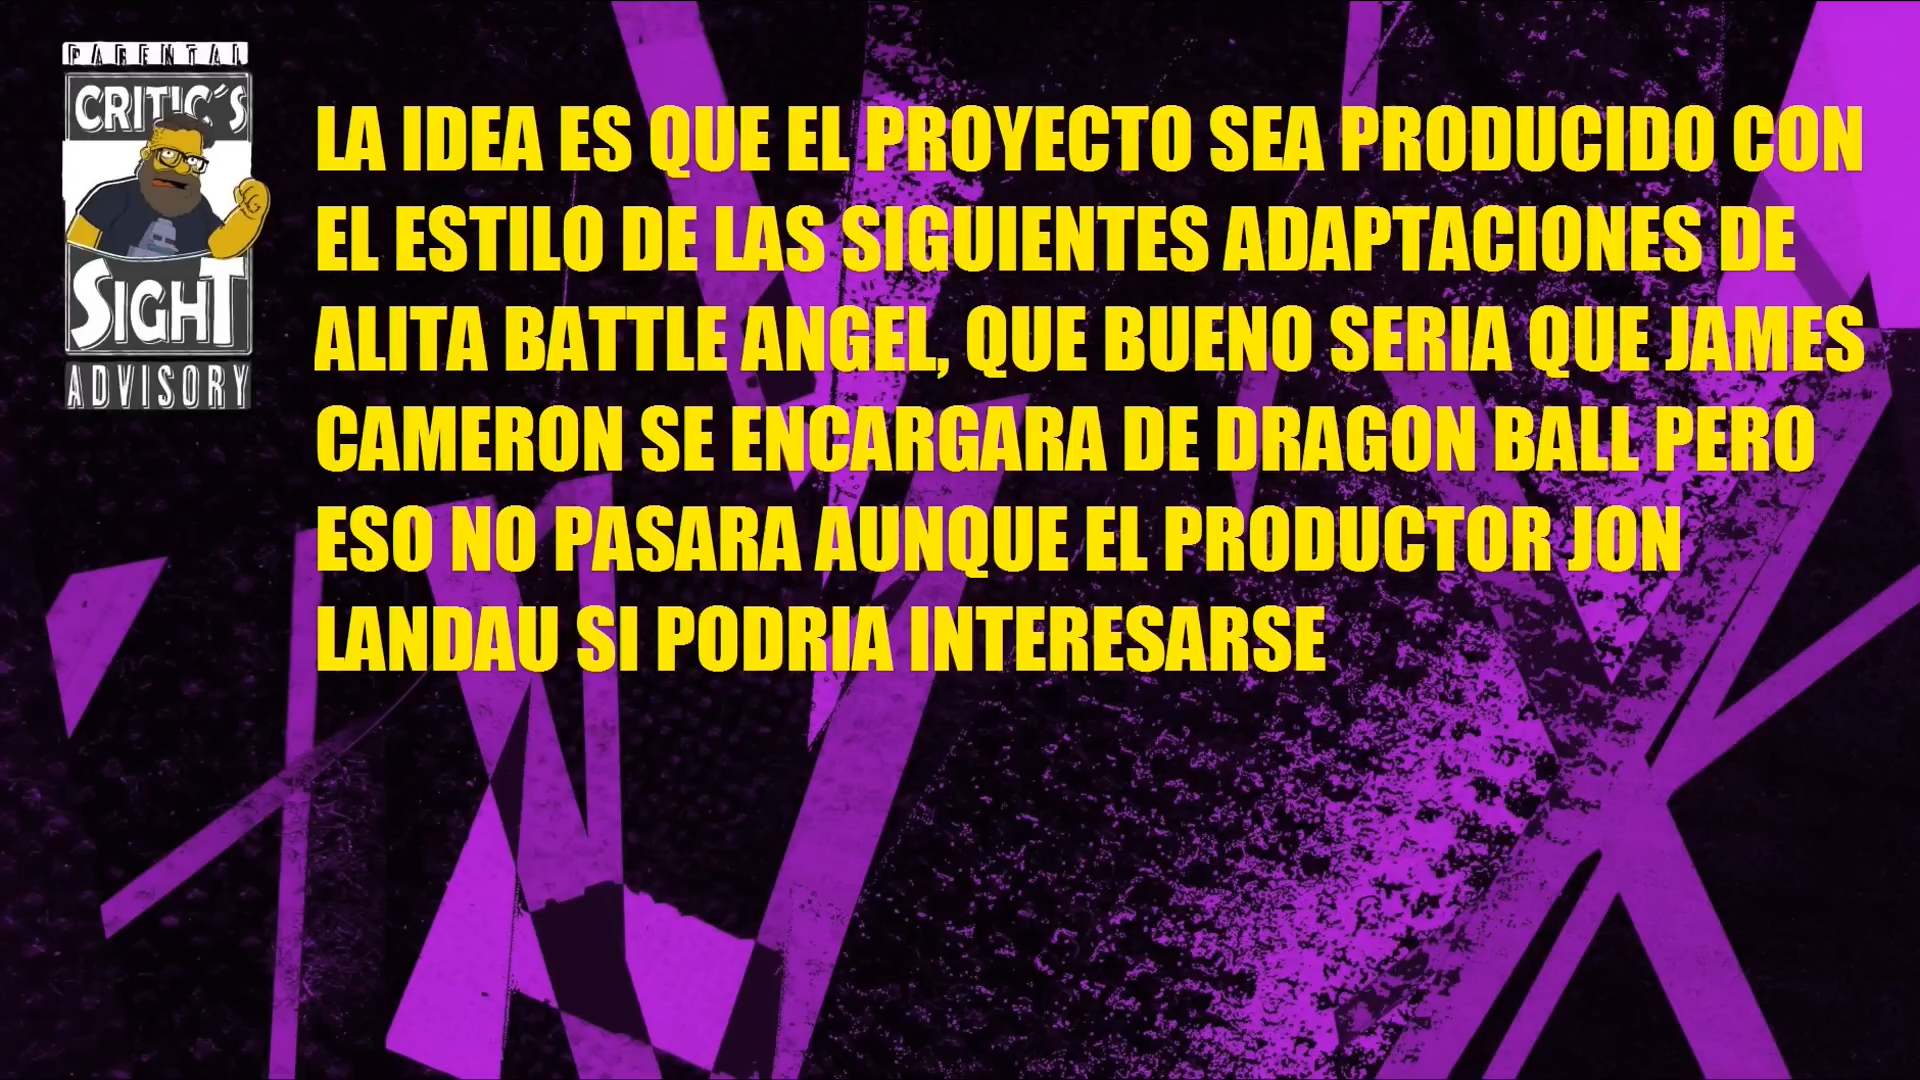 PARENTAL
CRITIC´S
SIGHT
ADVISORY
LA IDEA ES QUE EL PROYECTO SEA PRODUCIDO CON
EL ESTILO DE LAS SIGUIENTES ADAPTACIONES DE
ALITA BATTLE ANGEL, QUE BUENO SERIA QUE JAMES
CAMERON SE ENCARGARA DE DRAGON BALL PERO
ESO NO PASARA AUNQUE EL PRODUCTOR JON
LANDAU SI PODRIA INTERESARSE